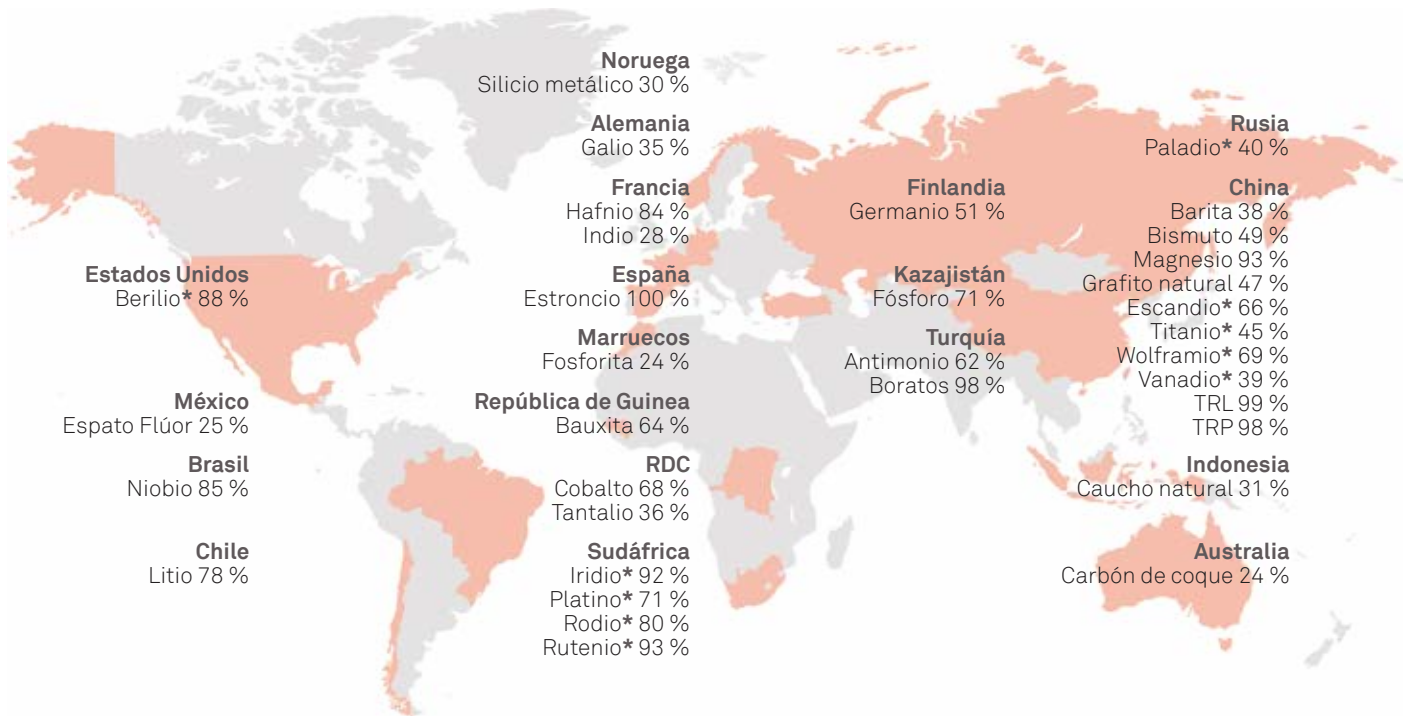 Noruega
Silicio metálico 30 %
Alemania
Galio 35 %
Francia
Hafnio 84 %
Indio 28 %
España
Estroncio 100 %
Marruecos
Fosforita 24 %
República de Guinea
Bauxita 64 %
RDC
Cobalto 68 %
Tantalio 36 %
Sudáfrica
Iridio* 92 %
Platino* 71 %
Rodio* 80 %
Rutenio* 93 %
Estados Unidos
Berilio* 88 %
México
Espato Flúor 25 %
Brasil
Niobio 85 %
Chile
Litio 78 %
Finlandia
Germanio 51 %
Kazajistán
Fósforo 71 %
Turquía
Antimonio 62 %
Boratos 98 %
Rusia
Paladio* 40 %
China
Barita 38 %
Bismuto 49 %
Magnesio 93 %
Grafito natural 47 %
Escandio* 66 %
Titanio* 45 %
Wolframio* 69 %
Vanadio* 39 %
TRL 99 %
TRP 98 %
Indonesia
Caucho natural 31 %
Australia
Carbón de coque 24 %